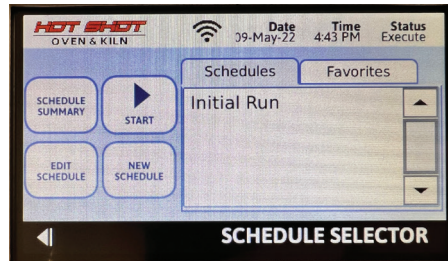 HOT SHOT
OVEN & KILN
Date
09-May-22
Time
4:43 PM
Status
Execute
Schedules
Favorites
SCHEDULE
SUMMARY
START
Initial Run
EDIT
SCHEDULE
NEW
SCHEDULE
SCHEDULE SELECTOR